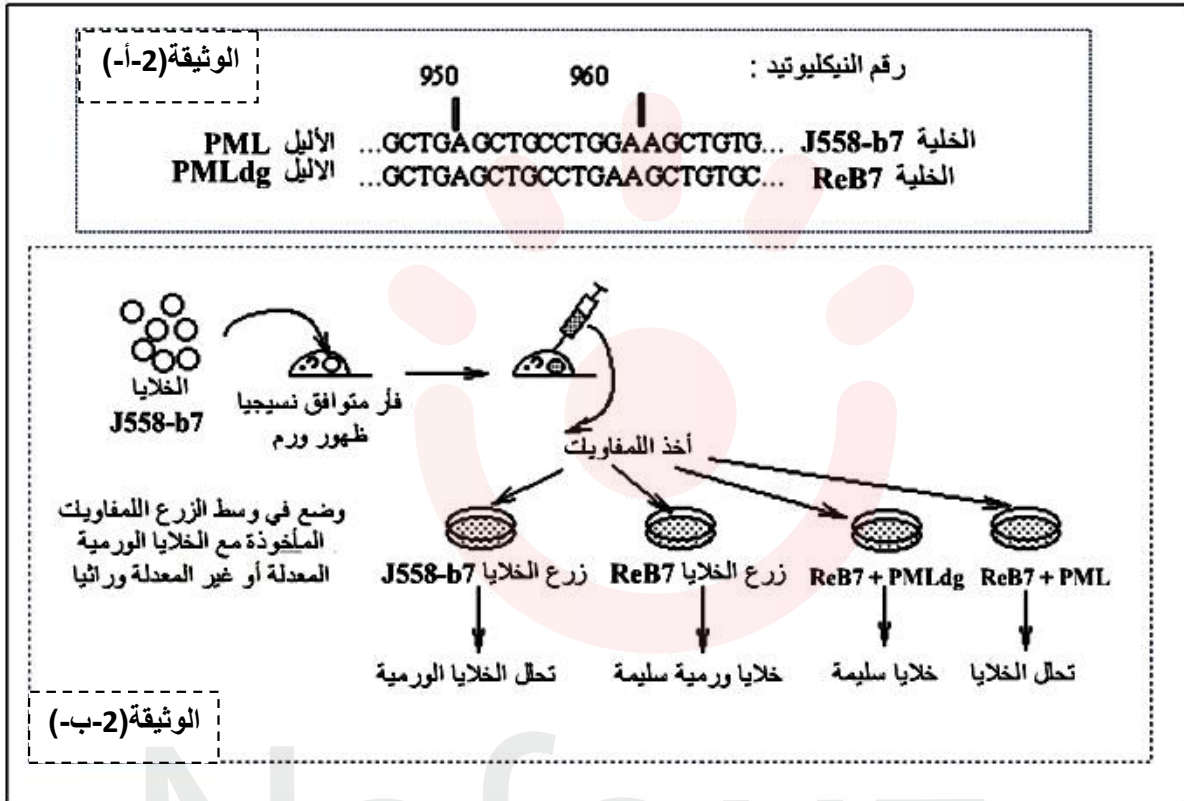 الوثيقة(2-أ-)
رقم النيكليوتيد :
950 960
الأليل PML ...GCTGAGCTGCCTGGAAGCTGTG... الخلية J558-b7
الاليل PMLdg ...GCTGAGCTGCCTGAAGCTGTGC... الخلية ReB7
الخلايا
J558-b7
فأر متوافق نسيجيا
ظهور ورم
أخذ اللمفاويات
وضع في وسط الزرع اللمفاويات
المأخوذة مع الخلايا الورمية
المعدلة أو غير المعدلة وراثيا
زرع الخلايا J558-b7
زرع الخلايا ReB7
ReB7 + PMLdg
ReB7 + PML
تحلل الخلايا الورمية
خلايا ورمية سليمة
خلايا سليمة
تحلل الخلايا
الوثيقة(2-ب-)